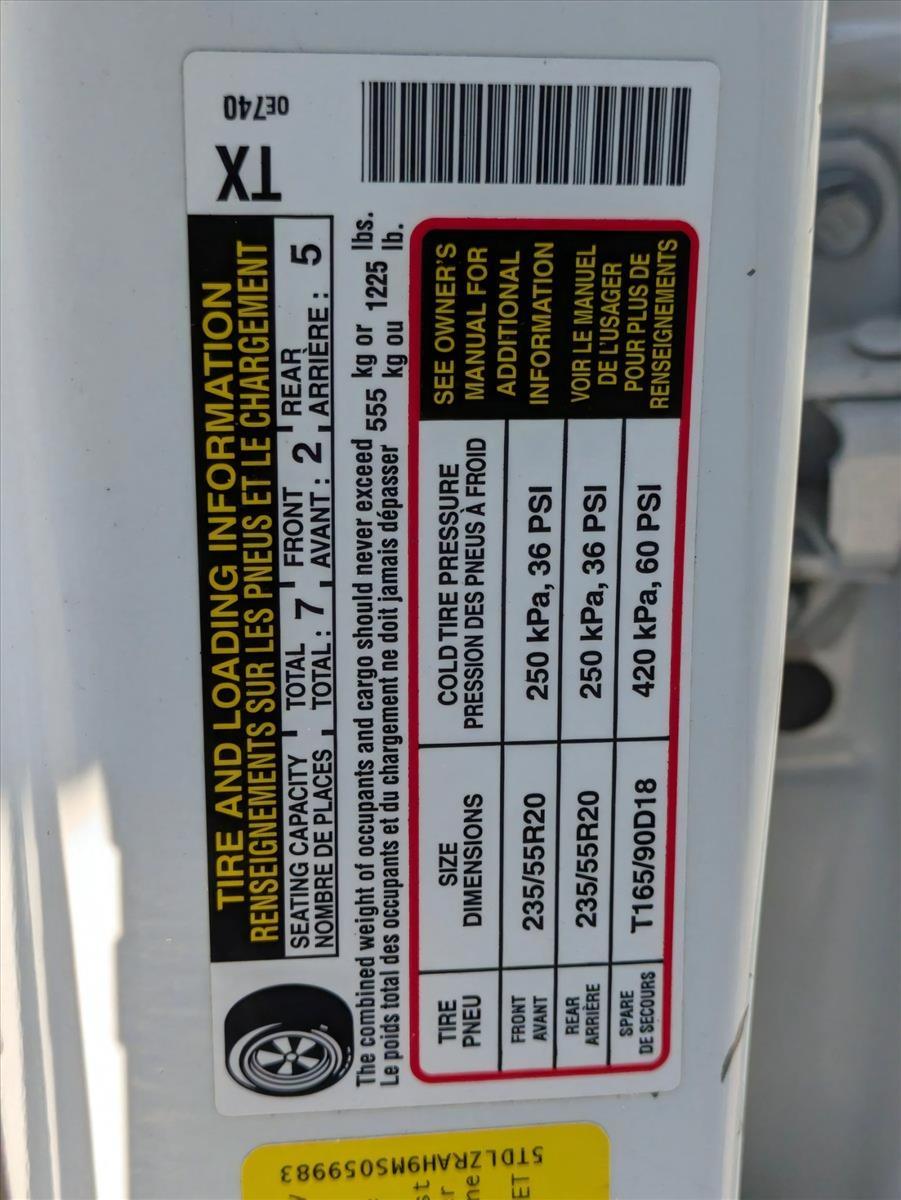 TIRE AND LOADING INFORMATION
RENSEIGNEMENTS SUR LES PNEUS ET LE CHARGEMENT
TX
0E740
SEATING CAPACITY TOTAL 7 FRONT 2 REAR 5
NOMBRE DE PLACES TOTAL : AVANT : ARRIÈRE :
The combined weight of occupants and cargo should never exceed 555 kg or 1225 lbs.
Le poids total des occupants et du chargement ne doit jamais dépasser kg ou lb.
TIRE SIZE COLD TIRE PRESSURE
PNEU DIMENSIONS PRESSION DES PNEUS À FROID
FRONT
AVANT 235/55R20 250 kPa, 36 PSI
REAR
ARRIÈRE 235/55R20 250 kPa, 36 PSI
SPARE
DE SECOURS T165/90D18 420 kPa, 60 PSI
SEE OWNER'S
MANUAL FOR
ADDITIONAL
INFORMATION
VOIR LE MANUEL
DE L'USAGER
POUR PLUS DE
RENSEIGNEMENTS
5TDLZRAH9MS059983